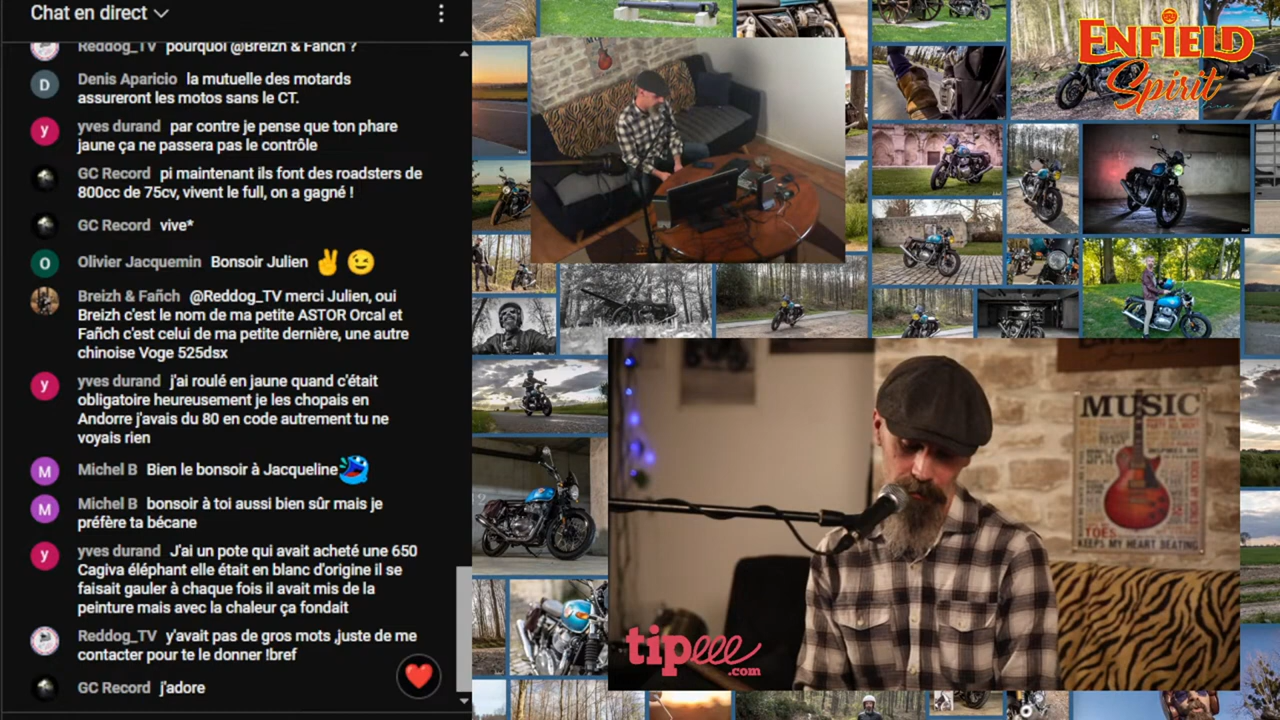 Chat en direct
Reddog_TV pourquoi @Breizh & Fañch ?
D Denis Aparicio la mutuelle des motards
assureront les motos sans le CT.
y yves durand par contre je pense que ton phare
jaune ça ne passera pas le contrôle
GC Record pi maintenant ils font des roadsters de
800cc de 75cv, vivent le full, on a gagné !
GC Record vive*
O Olivier Jacquemin Bonsoir Julien ✌️ 😉
Breizh & Fañch @Reddog_TV merci Julien, oui
Breizh c'est le nom de ma petite ASTOR Orcal et
Fañch c'est celui de ma petite dernière, une autre
chinoise Voge 525dsx
y yves durand j'ai roulé en jaune quand c'était
obligatoire heureusement je les chopais en
Andorre j'avais du 80 en code autrement tu ne
voyais rien
M Michel B Bien le bonsoir à Jacqueline
M Michel B bonsoir à toi aussi bien sûr mais je
préfère ta bécane
y yves durand J'ai un pote qui avait acheté une 650
Cagiva éléphant elle était en blanc d'origine il se
faisait gauler à chaque fois il avait mis de la
peinture mais avec la chaleur ça fondait
Reddog_TV y'avait pas de gros mots ,juste de me
contacter pour te le donner !bref
GC Record j'adore
ENFIELD
Spirit
MUSIC
TOES
KEEPS MY HEART BEATING
tipeee
.com